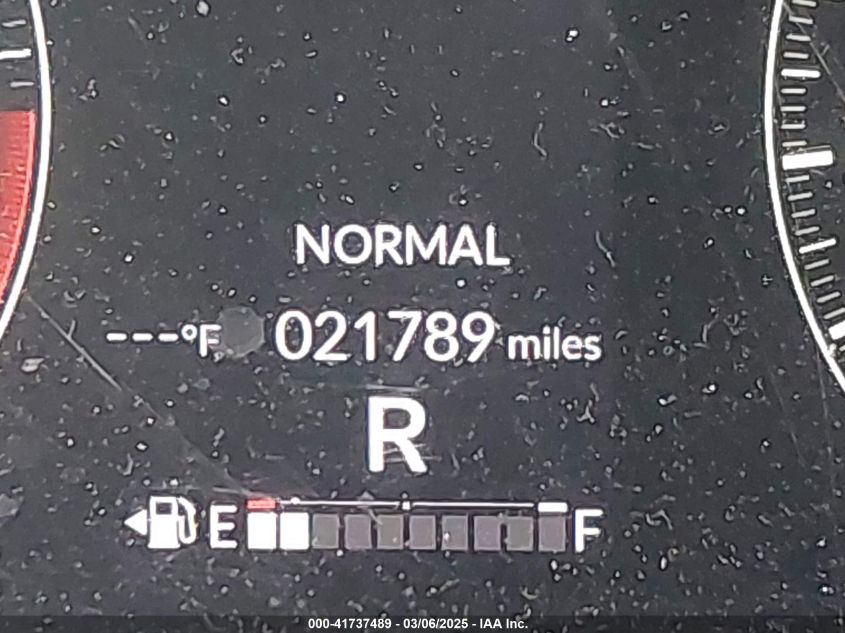 NORMAL
---°F 021789 miles
R
E F
000-41737489 - 03/06/2025 - IAA Inc.